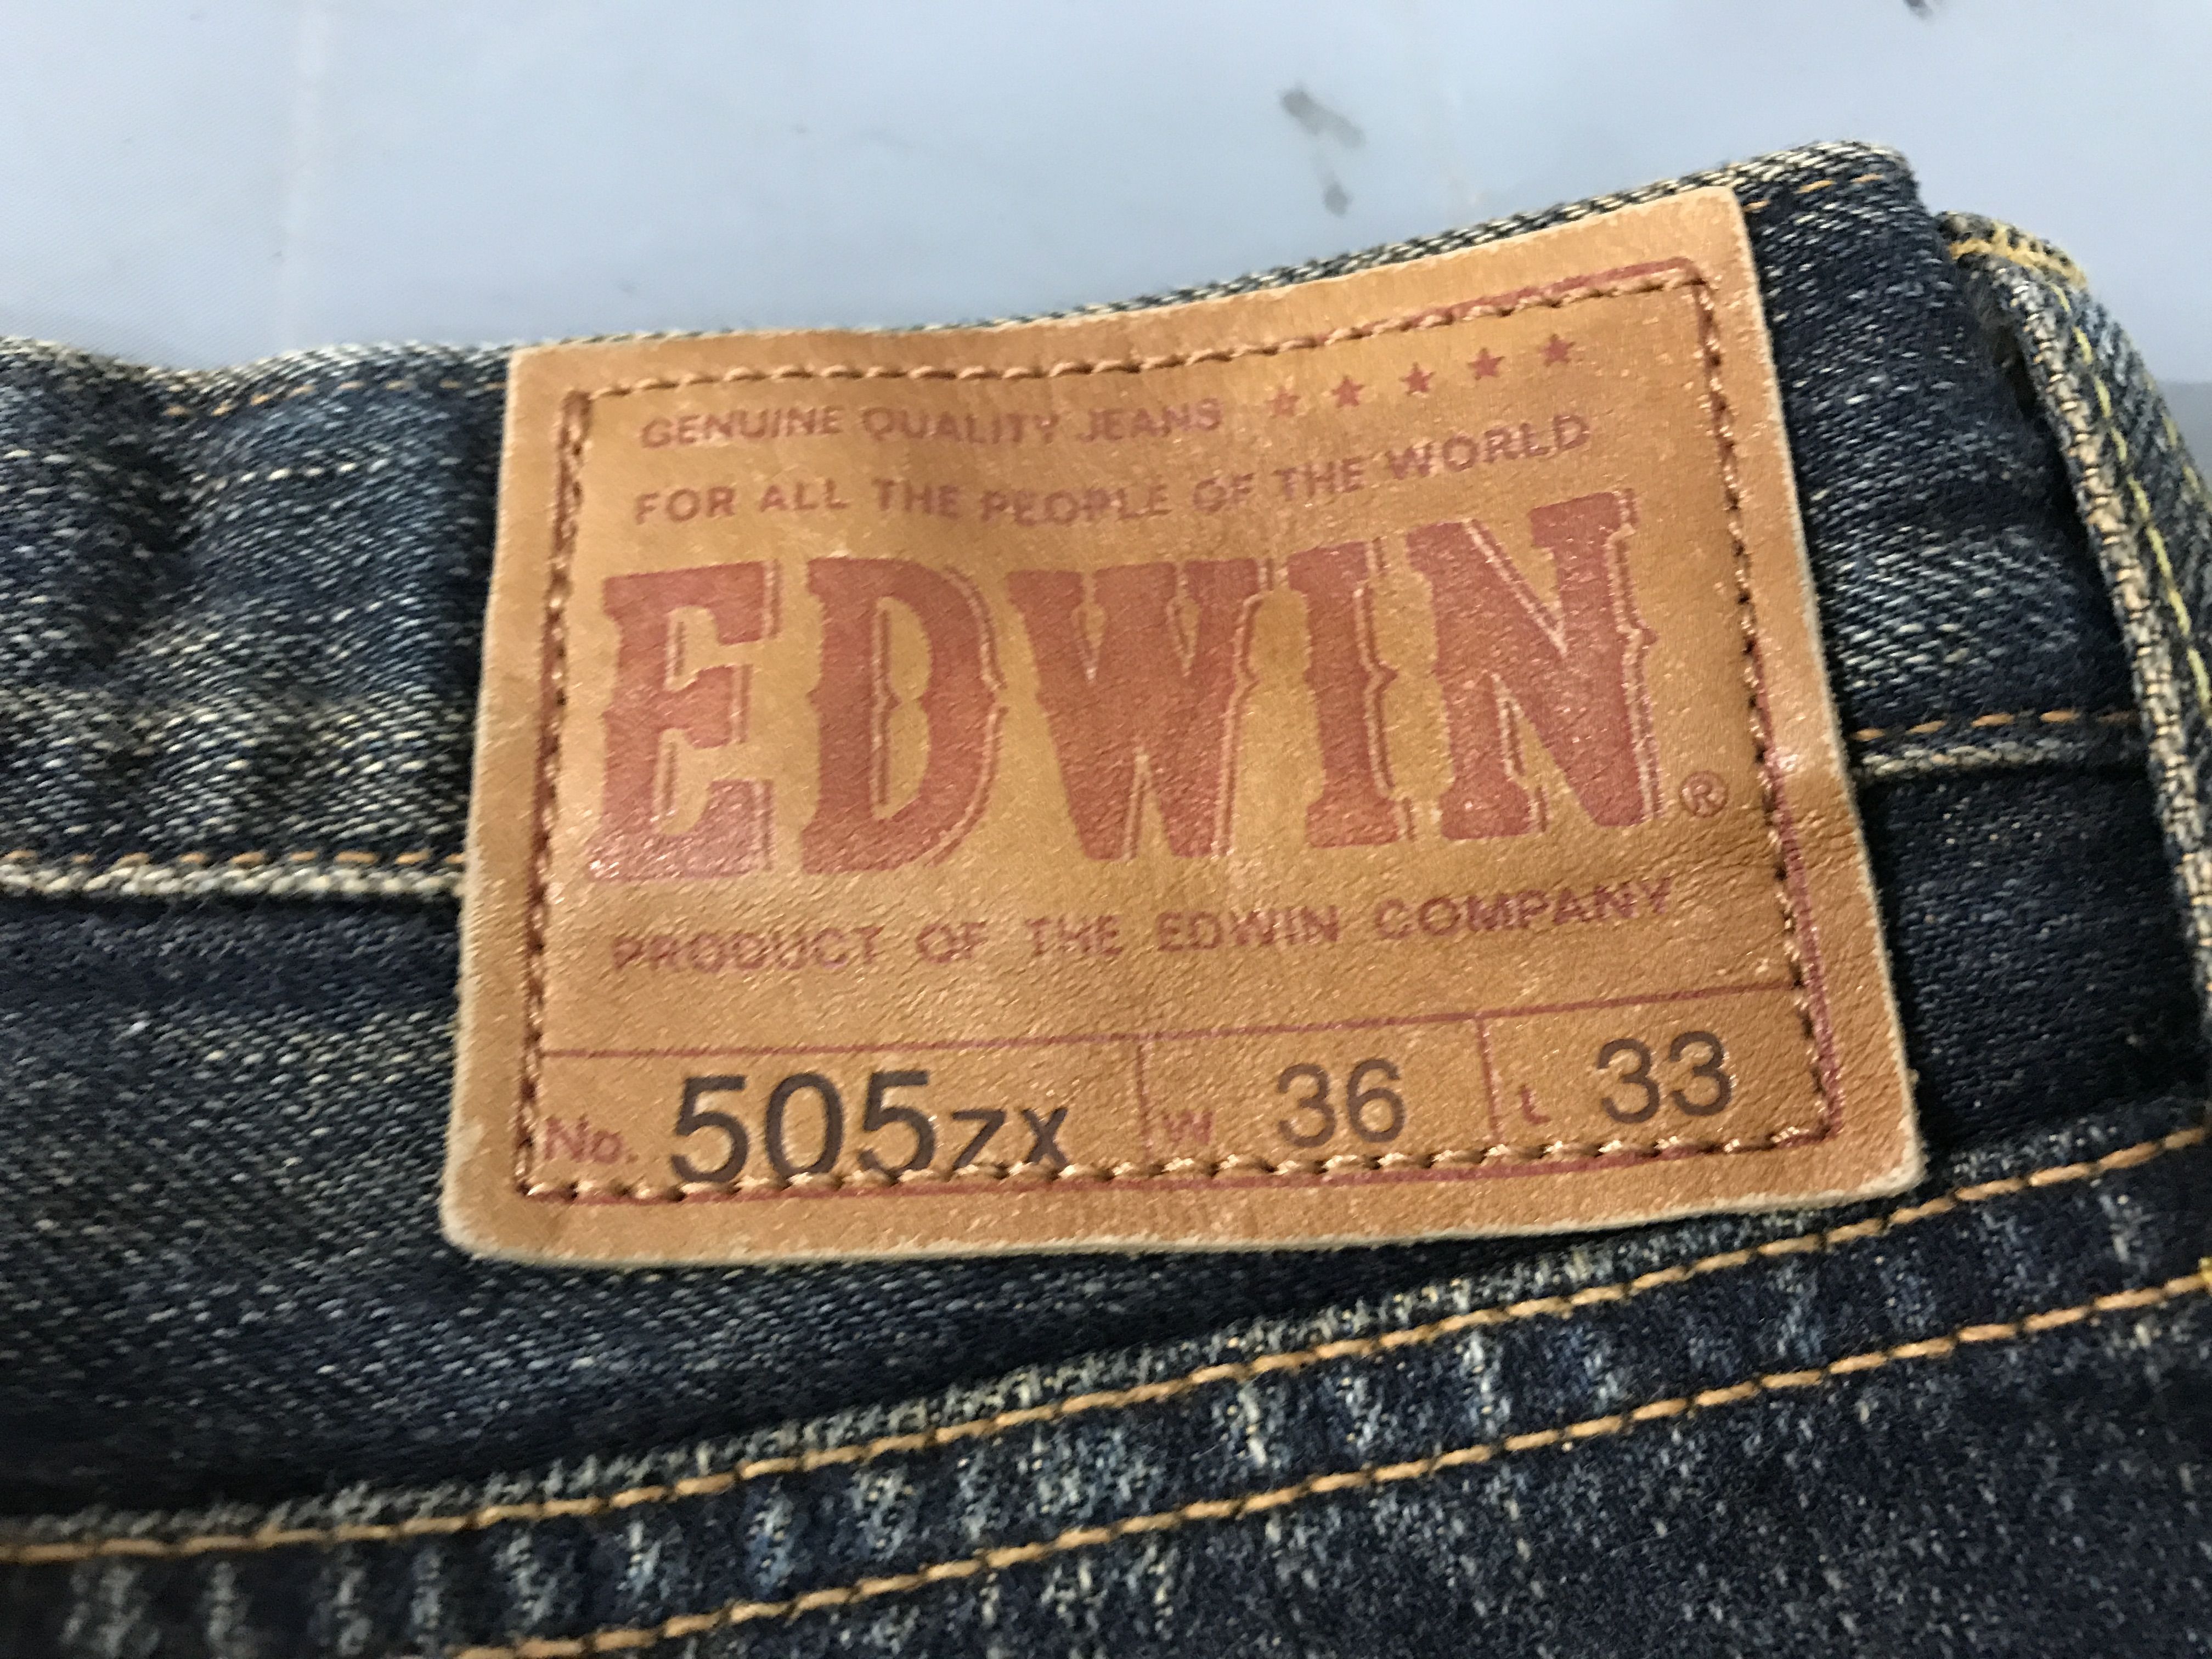 GENUINE QUALITY JEANS ★★★★★
FOR ALL THE PEOPLE OF THE WORLD
EDWIN®
PRODUCT OF THE EDWIN COMPANY
No. 505ZX W 36 L 33